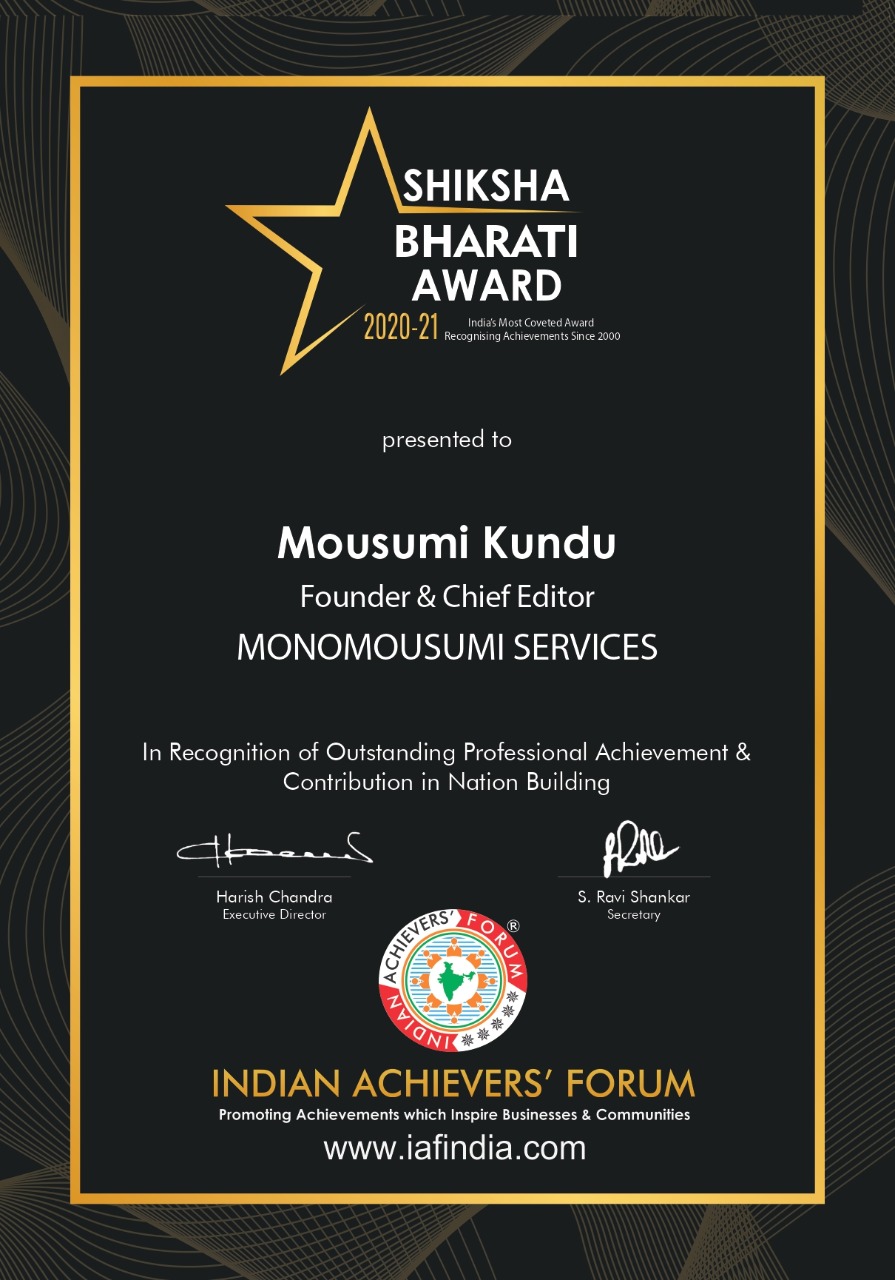 SHIKSHA
BHARATI
AWARD
2020-21
India's Most Coveted Award
Recognising Achievements Since 2000
presented to
Mousumi Kundu
Founder & Chief Editor
MONOMOUSUMI SERVICES
In Recognition of Outstanding Professional Achievement &
Contribution in Nation Building
Harish Chandra
Executive Director
S. Ravi Shankar
Secretary
INDIAN ACHIEVERS' FORUM
®
INDIAN ACHIEVERS' FORUM
Promoting Achievements which Inspire Businesses & Communities
www.iafindia.com